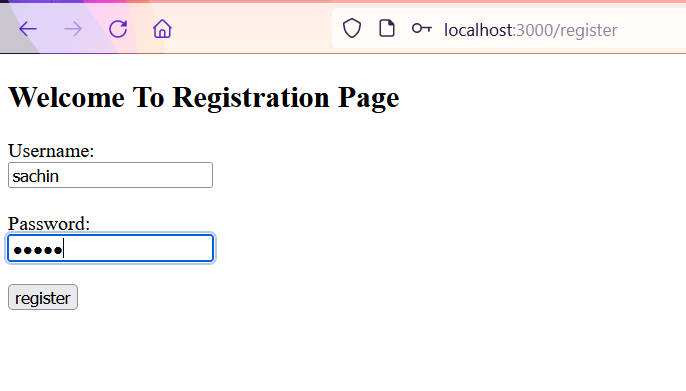 localhost:3000/register
Welcome To Registration Page
Username:
sachin
Password:
●●●●●
register